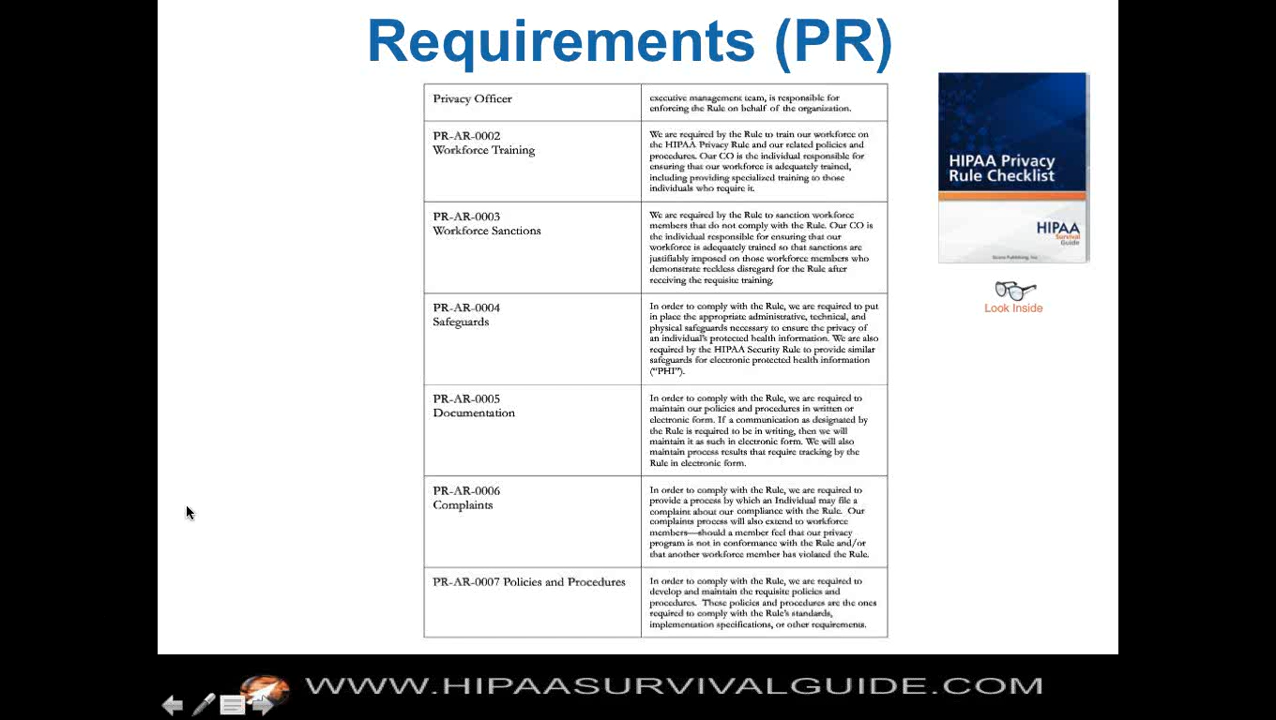 Requirements (PR)
Privacy Officer
executive management team, is responsible for
enforcing the Rule on behalf of the organization.
PR-AR-0002
Workforce Training
We are required by the Rule to train our workforce on
the HIPAA Privacy Rule and our related policies and
procedures. Our CO is the individual responsible for
ensuring that our workforce is adequately trained,
including providing specialized training to those
individuals who require it.
PR-AR-0003
Workforce Sanctions
We are required by the Rule to sanction workforce
members that do not comply with the Rule. Our CO is
the individual responsible for ensuring that our
workforce is adequately trained so that sanctions are
justifiably imposed on those workforce members who
demonstrate reckless disregard for the Rule after
receiving the requisite training.
PR-AR-0004
Safeguards
In order to comply with the Rule, we are required to put
in place the appropriate administrative, technical, and
physical safeguards necessary to ensure the privacy of
an individual's protected health information. We are also
required by the HIPAA Security Rule to provide similar
safeguards for electronic protected health information
("PHI").
PR-AR-0005
Documentation
In order to comply with the Rule, we are required to
maintain our policies and procedures in written or
electronic form. If a communication as designated by
the Rule is required to be in writing, then we will
maintain it as such in electronic form. We will also
maintain process results that require tracking by the
Rule in electronic form.
PR-AR-0006
Complaints
In order to comply with the Rule, we are required to
provide a process by which an Individual may file a
complaint about our compliance with the Rule. Our
complaints process will also extend to workforce
members—should a member feel that our privacy
program is not in conformance with the Rule and/or
that another workforce member has violated the Rule.
PR-AR-0007 Policies and Procedures
In order to comply with the Rule, we are required to
develop and maintain the requisite policies and
procedures. These policies and procedures are the ones
required to comply with the Rule's standards,
implementation specifications, or other requirements.
HIPAA Privacy
Rule Checklist
HIPAA
Survival
Guide
Look Inside
WWW.HIPAASURVIVALGUIDE.COM